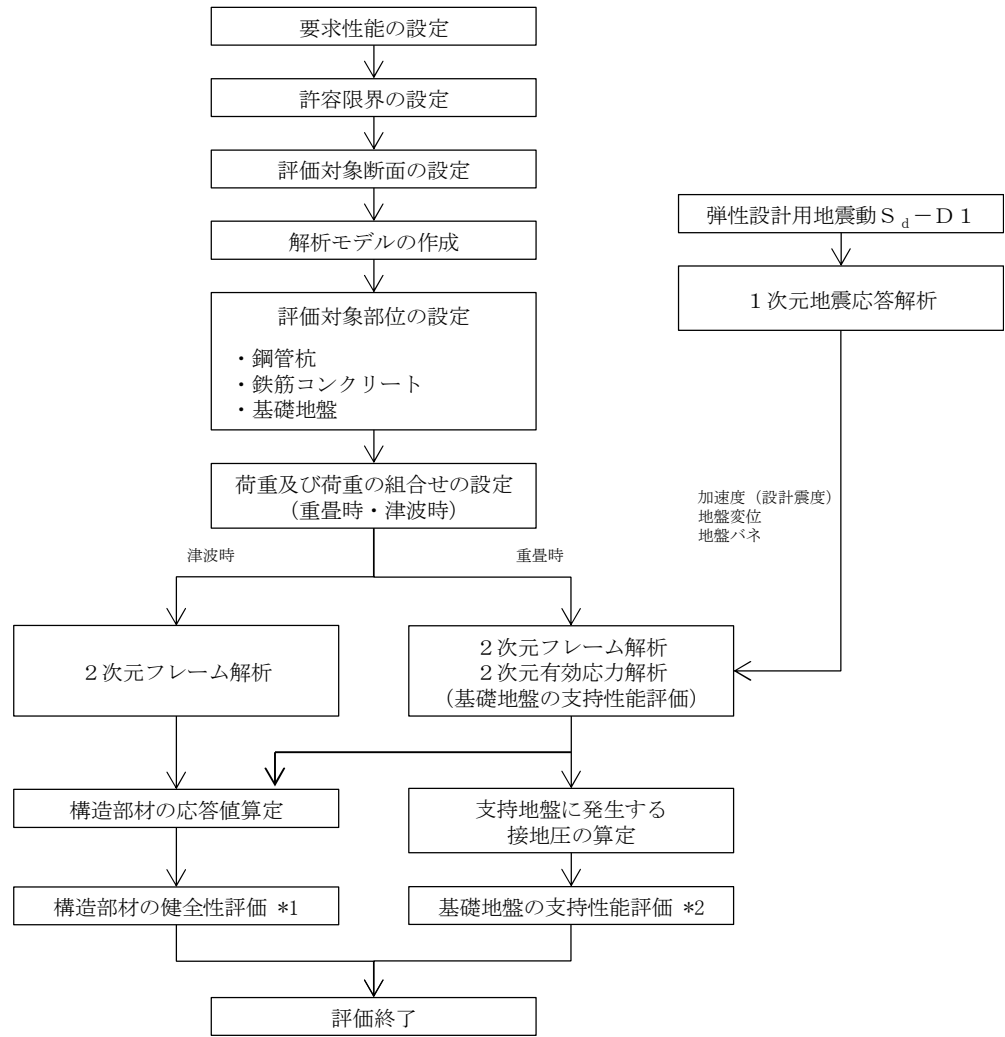 要求性能の設定
許容限界の設定
評価対象断面の設定
解析モデルの作成
評価対象部位の設定
・鋼管杭
・鉄筋コンクリート
・基礎地盤
荷重及び荷重の組合せの設定
（重畳時・津波時）
弾性設計用地震動Ｓd－Ｄ１
１次元地震応答解析
加速度（設計震度）
地盤変位
地盤バネ
津波時
重畳時
２次元フレーム解析
２次元フレーム解析
２次元有効応力解析
（基礎地盤の支持性能評価）
構造部材の応答値算定
支持地盤に発生する
接地圧の算定
構造部材の健全性評価 *1
基礎地盤の支持性能評価 *2
評価終了